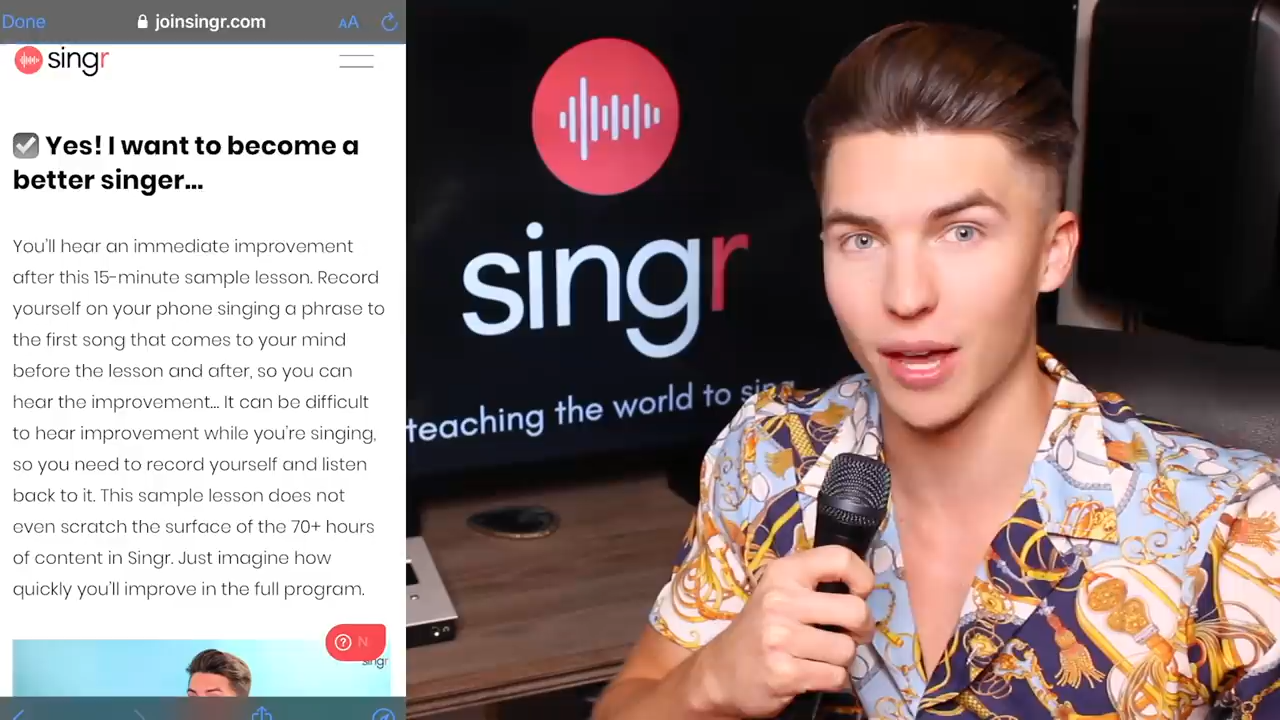 Done
joinsingr.com
AA
singr
Yes! I want to become a
better singer...
You'll hear an immediate improvement
after this 15-minute sample lesson. Record
yourself on your phone singing a phrase to
the first song that comes to your mind
before the lesson and after, so you can
hear the improvement... It can be difficult
to hear improvement while you're singing,
so you need to record yourself and listen
back to it. This sample lesson does not
even scratch the surface of the 70+ hours
of content in Singr. Just imagine how
quickly you'll improve in the full program.
N
singr
singr
teaching the world to sing